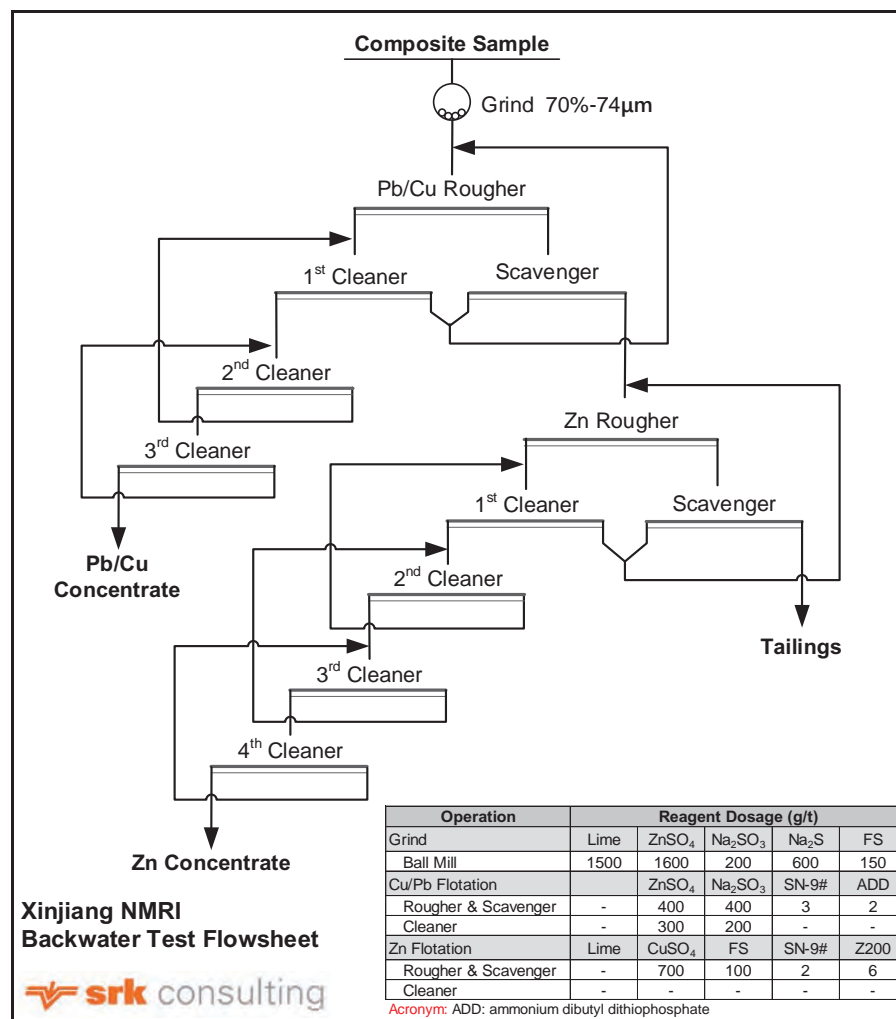 Composite Sample
Grind 70%-74μm
Pb/Cu Rougher
1st Cleaner Scavenger
2nd Cleaner
3rd Cleaner
Pb/Cu
Concentrate
Zn Rougher
1st Cleaner Scavenger
2nd Cleaner
Tailings
3rd Cleaner
4th Cleaner
Zn Concentrate
Xinjiang NMRI
Backwater Test Flowsheet
srk consulting
Operation Reagent Dosage (g/t)
Grind Lime ZnSO4 Na2SO3 Na2S FS
Ball Mill 1500 1600 200 600 150
Cu/Pb Flotation ZnSO4 Na2SO3 SN-9# ADD
Rougher & Scavenger - 400 400 3 2
Cleaner 300 200 - -
Zn Flotation Lime CuSO4 FS SN-9# Z200
Rougher & Scavenger - 700 100 2 6
Cleaner - - - - -
Acronym: ADD: ammonium dibutyl dithiophosphate